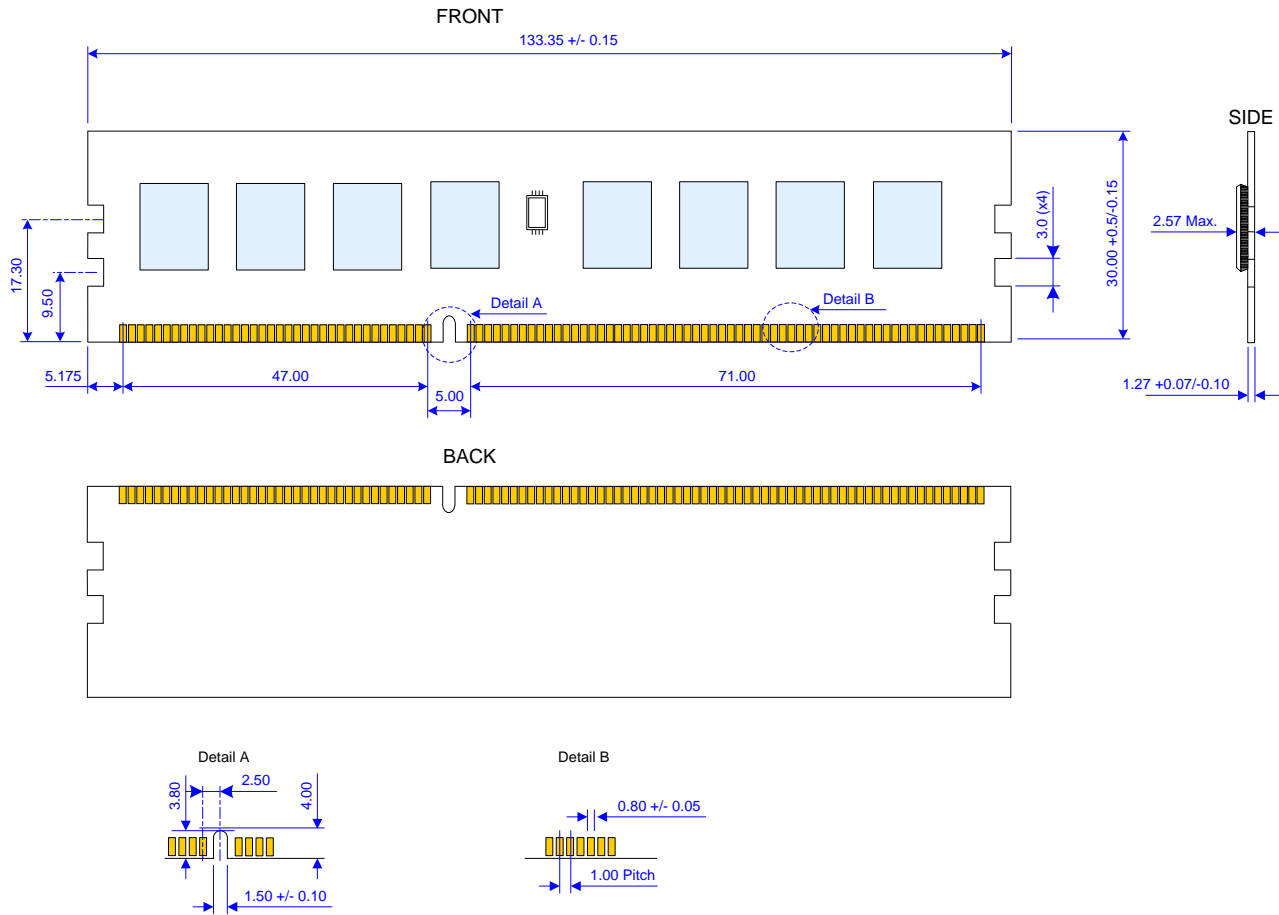 FRONT
133.35 +/- 0.15
SIDE
17.30
9.50
3.0 (x4)
30.00 +0.5/-0.15
2.57 Max.
Detail A
Detail B
5.175
47.00
5.00
71.00
1.27 +0.07/-0.10
BACK
Detail A
3.80
2.50
4.00
1.50 +/- 0.10
Detail B
0.80 +/- 0.05
1.00 Pitch